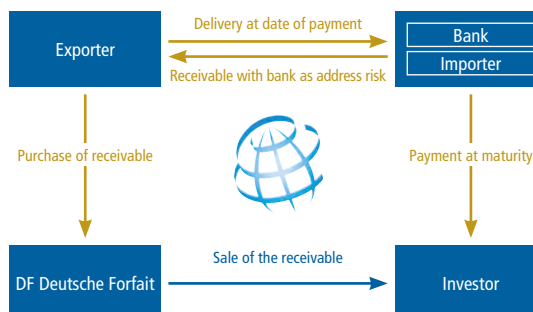 Delivery at date of payment
Exporter
Bank
Importer
Receivable with bank as address risk
Purchase of receivable
Payment at maturity
Sale of the receivable
DF Deutsche Forfait
Investor